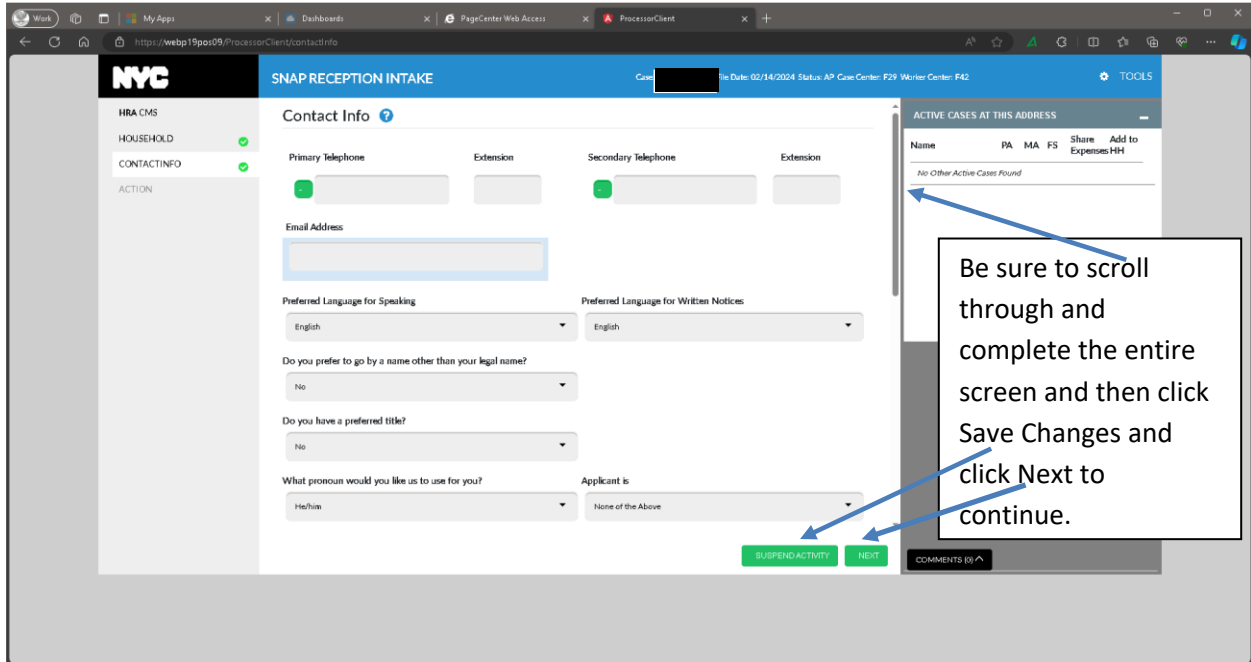 Work
My Apps
Dashboards
PageCenter Web Access
ProcessorClient
https://webp19pos09/ProcessorClient/contactInfo
NYC
SNAP RECEPTION INTAKE
Case
File Date: 02/14/2024 Status: AP Case Center: F29 Worker Center: F42
TOOLS
HRA CMS
HOUSEHOLD
CONTACTINFO
ACTION
Contact Info
Primary Telephone
Extension
Secondary Telephone
Extension
Email Address
Preferred Language for Speaking
Preferred Language for Written Notices
English
English
Do you prefer to go by a name other than your legal name?
No
Do you have a preferred title?
No
What pronoun would you like us to use for you?
Applicant is
He/him
None of the Above
SUSPEND ACTIVITY
NEXT
ACTIVE CASES AT THIS ADDRESS
Name PA MA FS Share Expenses Add to HH
No Other Active Cases Found
Be sure to scroll
through and
complete the entire
screen and then click
Save Changes and
click Next to
continue.
COMMENTS (0)